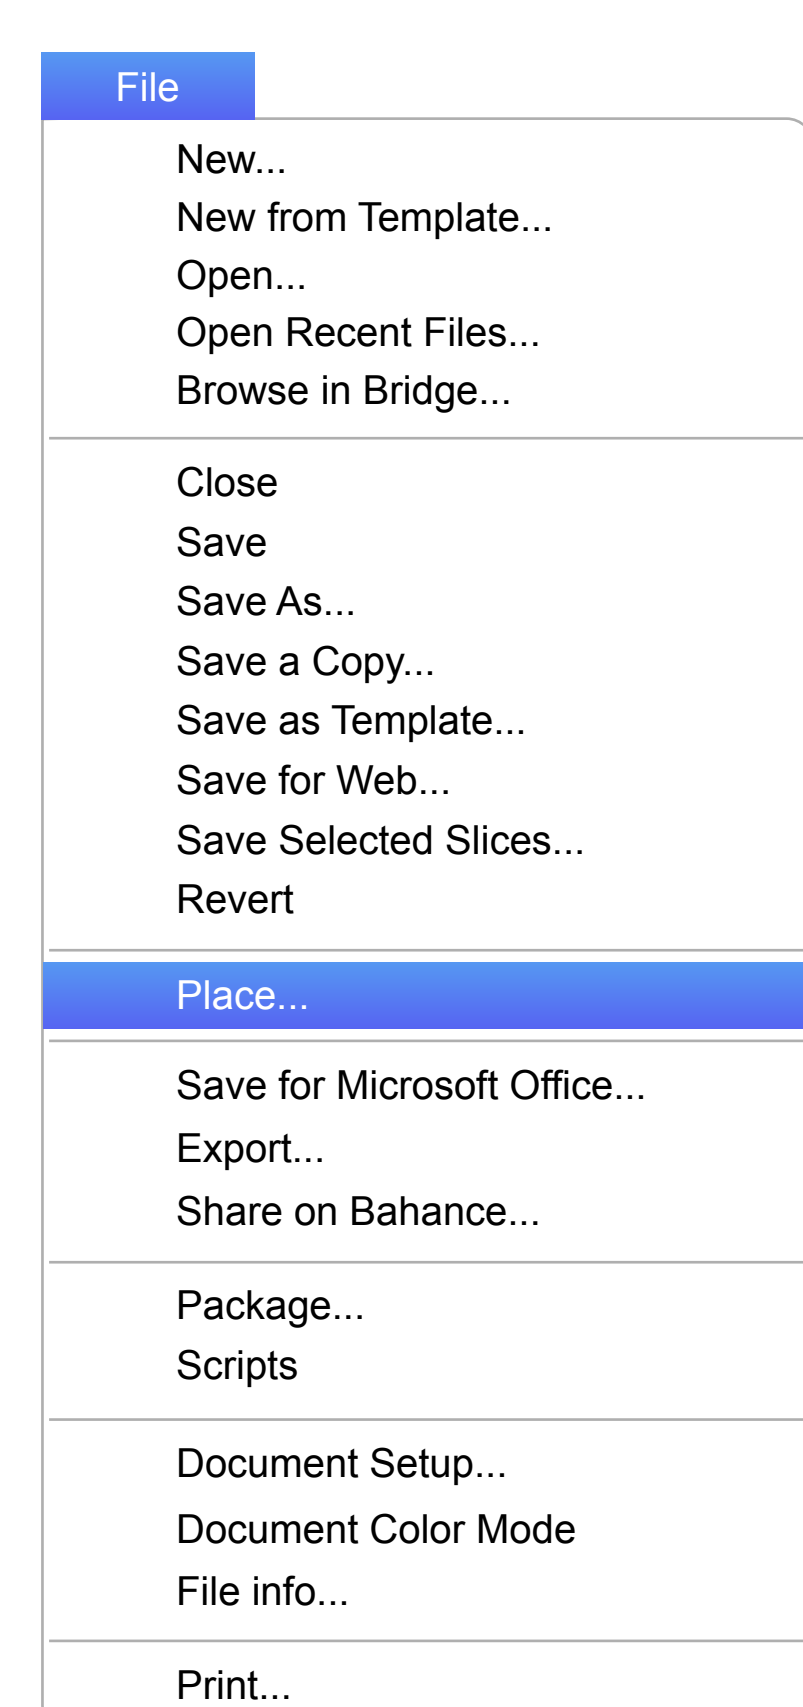 File
New...
New from Template...
Open...
Open Recent Files...
Browse in Bridge...
Close
Save
Save As...
Save a Copy...
Save as Template...
Save for Web...
Save Selected Slices...
Revert
Place...
Save for Microsoft Office...
Export...
Share on Bahance...
Package...
Scripts
Document Setup...
Document Color Mode
File info...
Print...